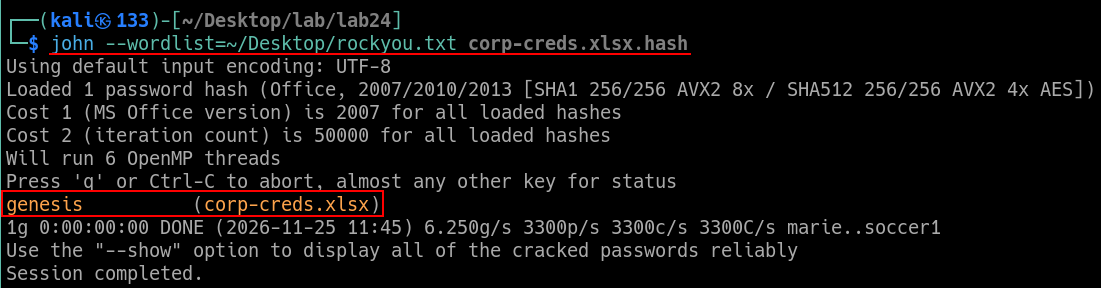 ┌──(kali㉿133)-[~/Desktop/lab/lab24]
└─$ john --wordlist=~/Desktop/rockyou.txt corp-creds.xlsx.hash
Using default input encoding: UTF-8
Loaded 1 password hash (Office, 2007/2010/2013 [SHA1 256/256 AVX2 8x / SHA512 256/256 AVX2 4x AES])
Cost 1 (MS Office version) is 2007 for all loaded hashes
Cost 2 (iteration count) is 50000 for all loaded hashes
Will run 6 OpenMP threads
Press 'q' or Ctrl-C to abort, almost any other key for status
genesis          (corp-creds.xlsx)
1g 0:00:00:00 DONE (2026-11-25 11:45) 6.250g/s 3300p/s 3300c/s 3300C/s marie..soccer1
Use the "--show" option to display all of the cracked passwords reliably
Session completed.